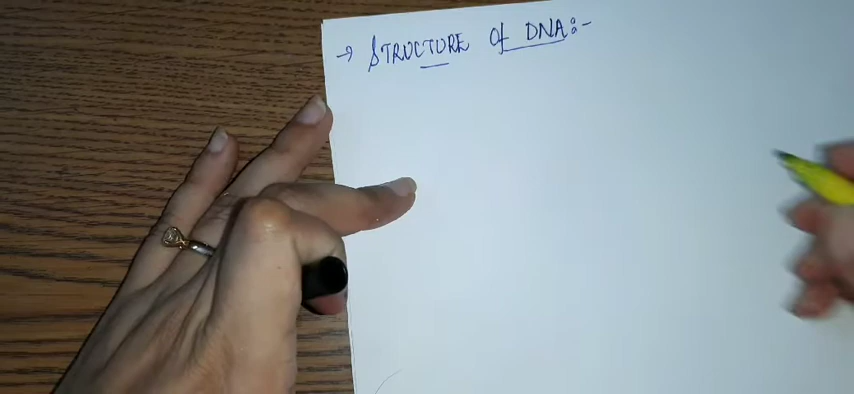 → STRUCTURE Of DNA:-